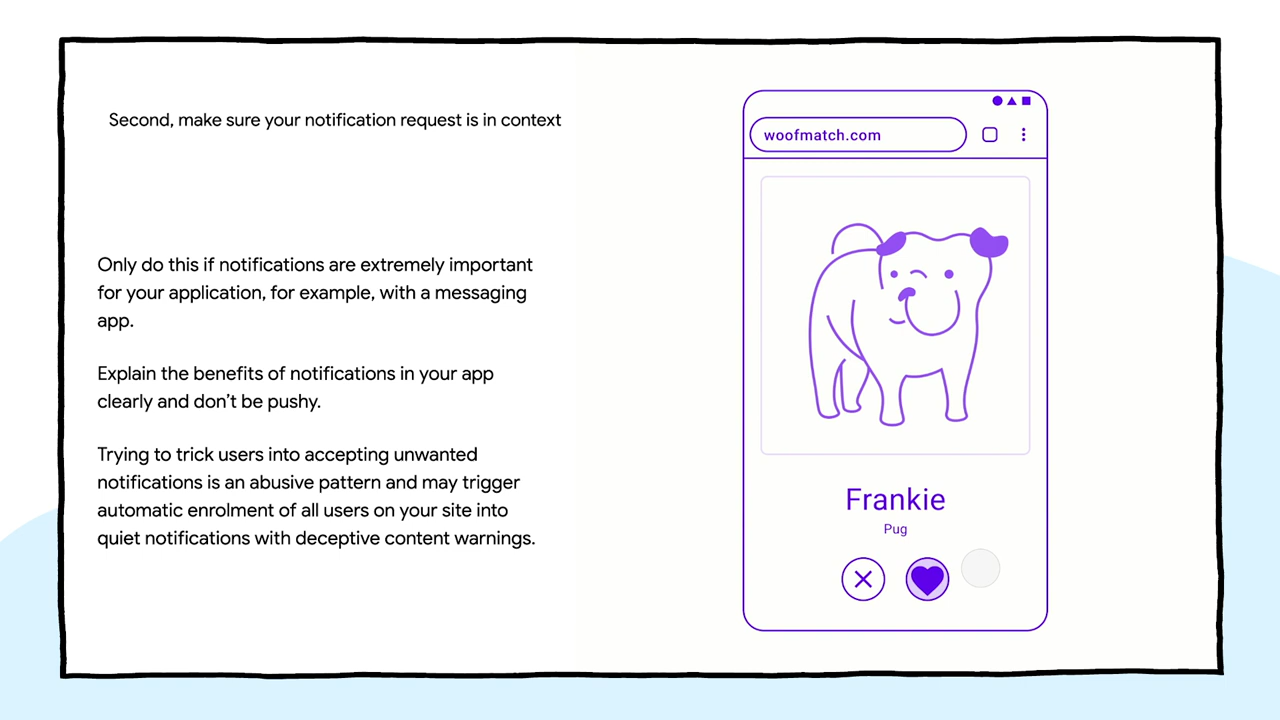 Second, make sure your notification request is in context
Only do this if notifications are extremely important
for your application, for example, with a messaging
app.
Explain the benefits of notifications in your app
clearly and don’t be pushy.
Trying to trick users into accepting unwanted
notifications is an abusive pattern and may trigger
automatic enrolment of all users on your site into
quiet notifications with deceptive content warnings.
woofmatch.com
Frankie
Pug